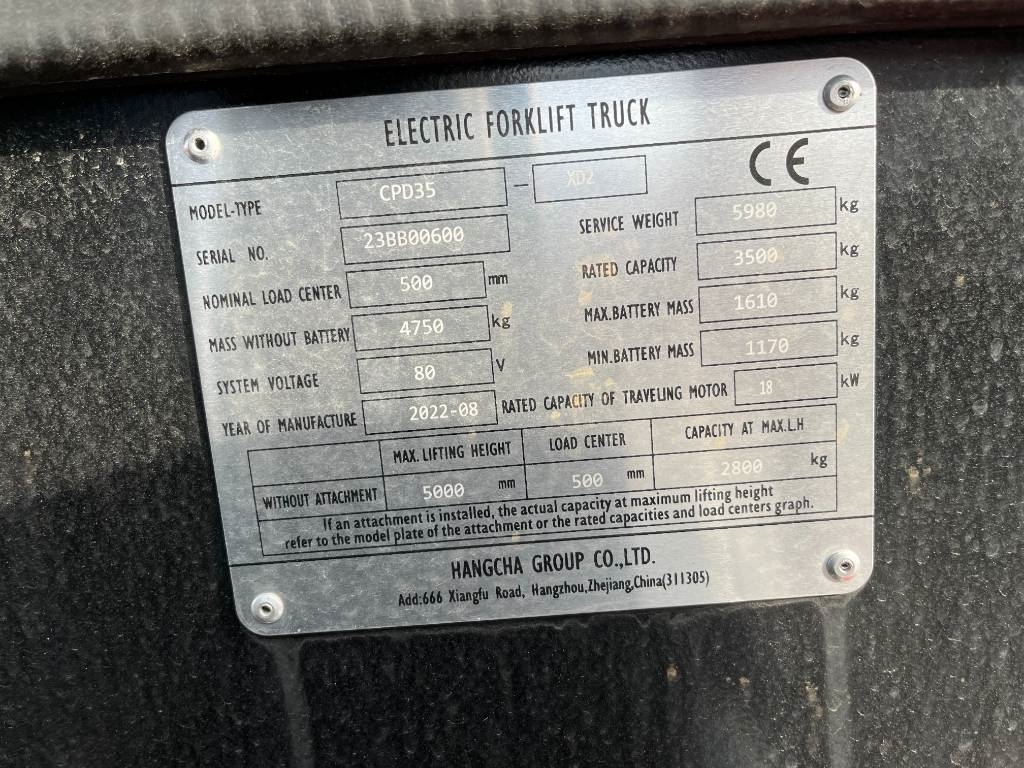 ELECTRIC FORKLIFT TRUCK
CE
MODEL-TYPE CPD35 – XD2
SERIAL NO. 23BB00600 SERVICE WEIGHT 5980 kg
NOMINAL LOAD CENTER 500 mm RATED CAPACITY 3500 kg
MASS WITHOUT BATTERY 4750 kg MAX.BATTERY MASS 1610 kg
SYSTEM VOLTAGE 80 V MIN.BATTERY MASS 1170 kg
YEAR OF MANUFACTURE 2022-08 RATED CAPACITY OF TRAVELING MOTOR 18 kW
MAX. LIFTING HEIGHT LOAD CENTER CAPACITY AT MAX.L.H
WITHOUT ATTACHMENT 5000 mm 500 mm 2800 kg
If an attachment is installed, the actual capacity at maximum lifting height
refer to the model plate of the attachment or the rated capacities and load centers graph.
HANGCHA GROUP CO.,LTD.
Add:666 Xiangfu Road, Hangzhou,Zhejiang,China(311305)